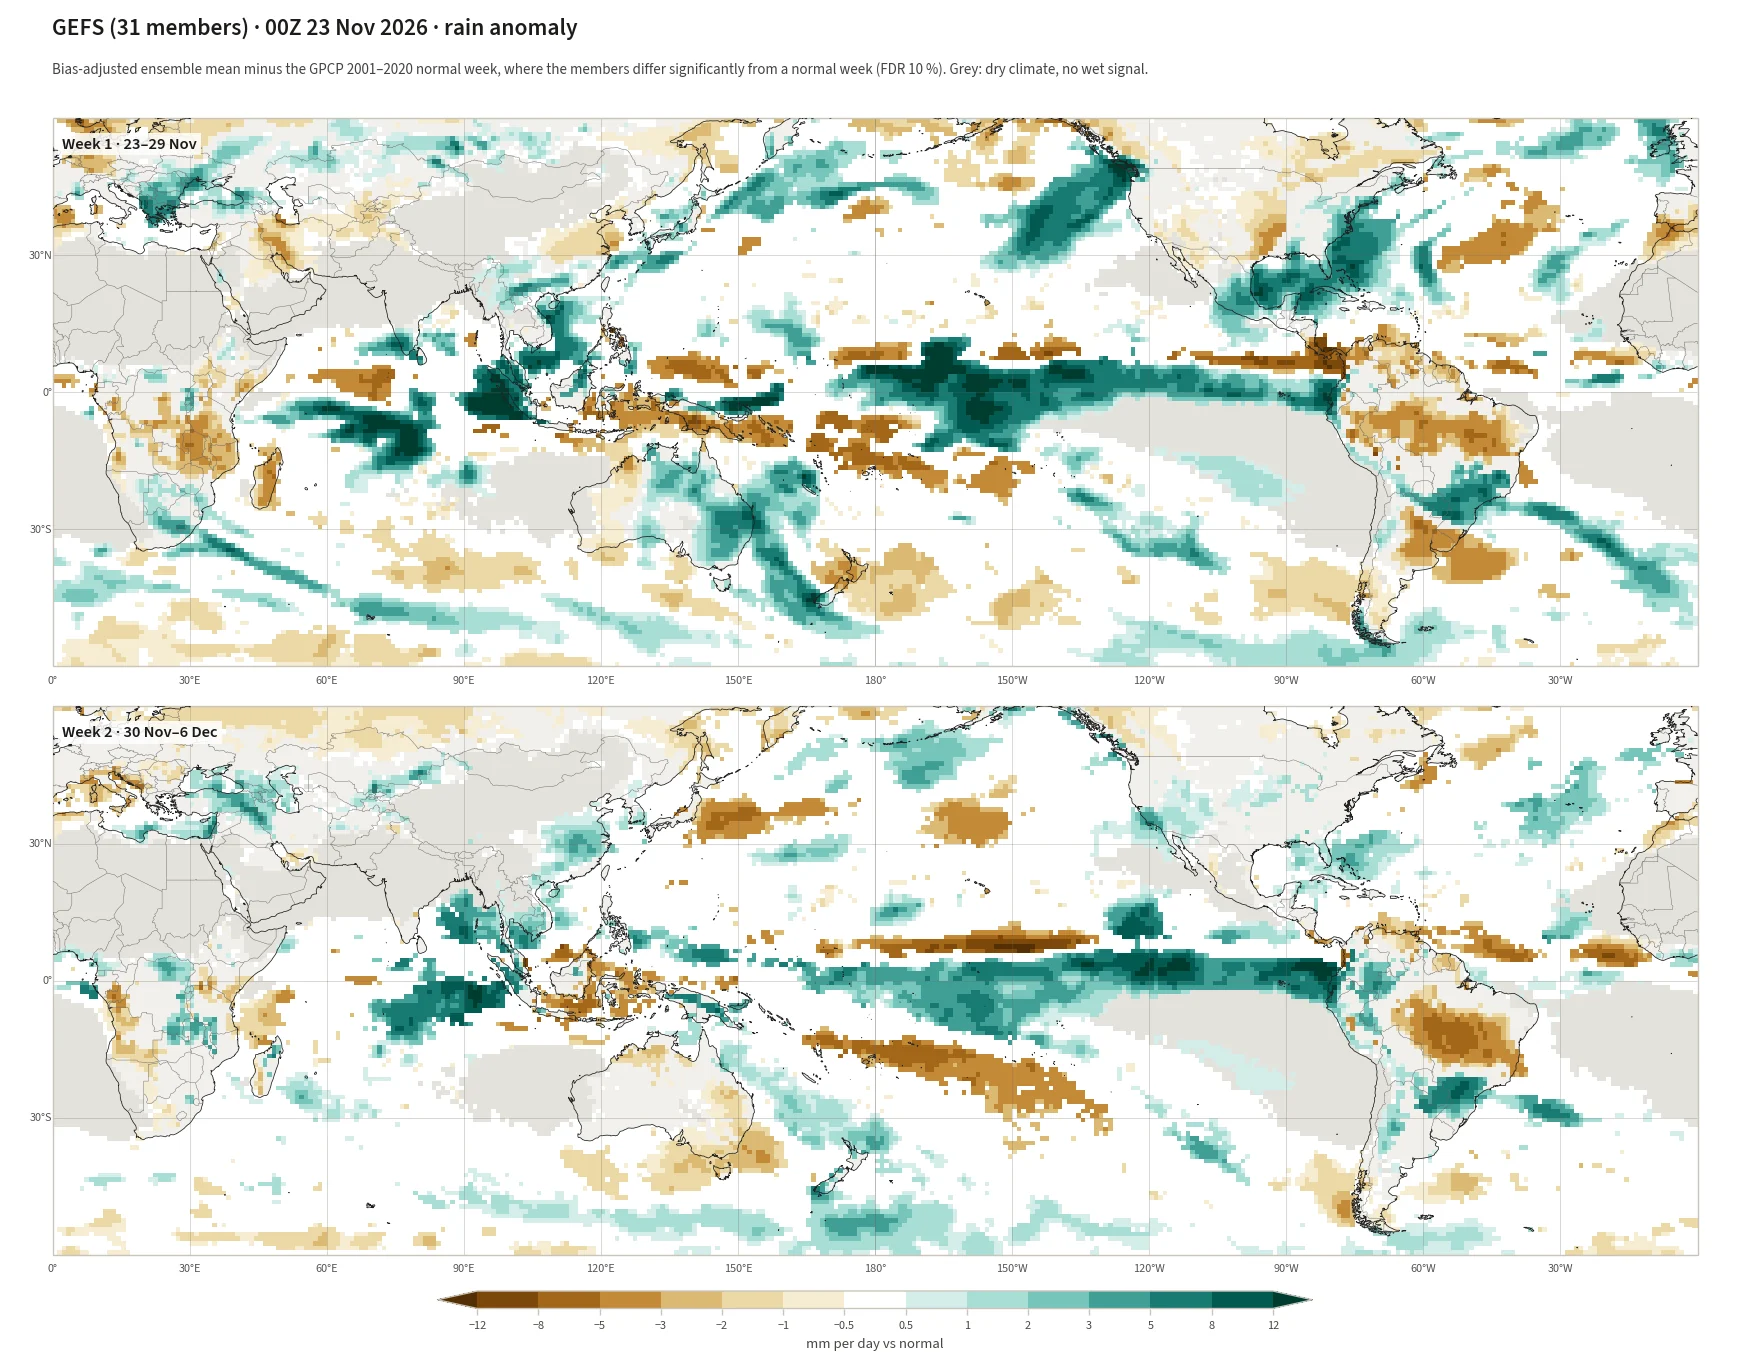 GEFS (31 members) · 00Z 23 Nov 2026 · rain anomaly
Bias-adjusted ensemble mean minus the GPCP 2001–2020 normal week, where the members differ significantly from a normal week (FDR 10 %). Grey: dry climate, no wet signal.
Week 1 · 23–29 Nov
30°N
0°
30°S
0° 30°E 60°E 90°E 120°E 150°E 180° 150°W 120°W 90°W 60°W 30°W
Week 2 · 30 Nov–6 Dec
30°N
0°
30°S
0° 30°E 60°E 90°E 120°E 150°E 180° 150°W 120°W 90°W 60°W 30°W
−12 −8 −5 −3 −2 −1 −0.5 0.5 1 2 3 5 8 12
mm per day vs normal